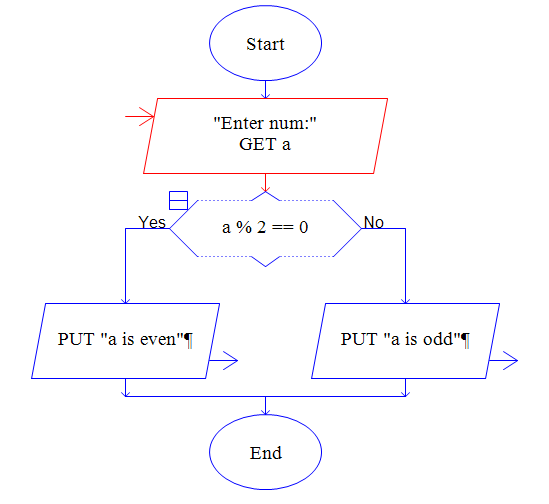 Start
"Enter num:"
GET a
Yes
a % 2 == 0
No
PUT "a is even"¶
PUT "a is odd"¶
End